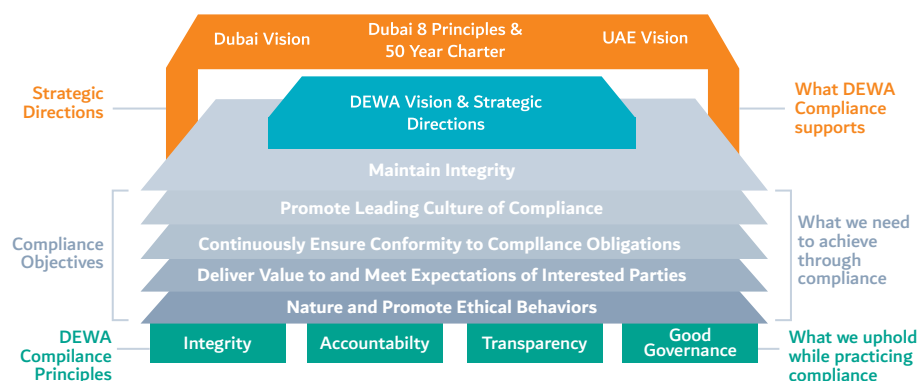 Dubai Vision
Dubai 8 Principles &
50 Year Charter
UAE Vision
Strategic
Directions
DEWA Vision & Strategic
Directions
What DEWA
Compliance
supports
Maintain Integrity
Promote Leading Culture of Compliance
Continuously Ensure Conformity to Compllance Obligations
Deliver Value to and Meet Expectations of Interested Parties
Nature and Promote Ethical Behaviors
Compliance
Objectives
What we need
to achieve
through
compliance
DEWA
Compilance
Principles
Integrity
Accountabilty
Transparency
Good
Governance
What we uphold
while practicing
compliance